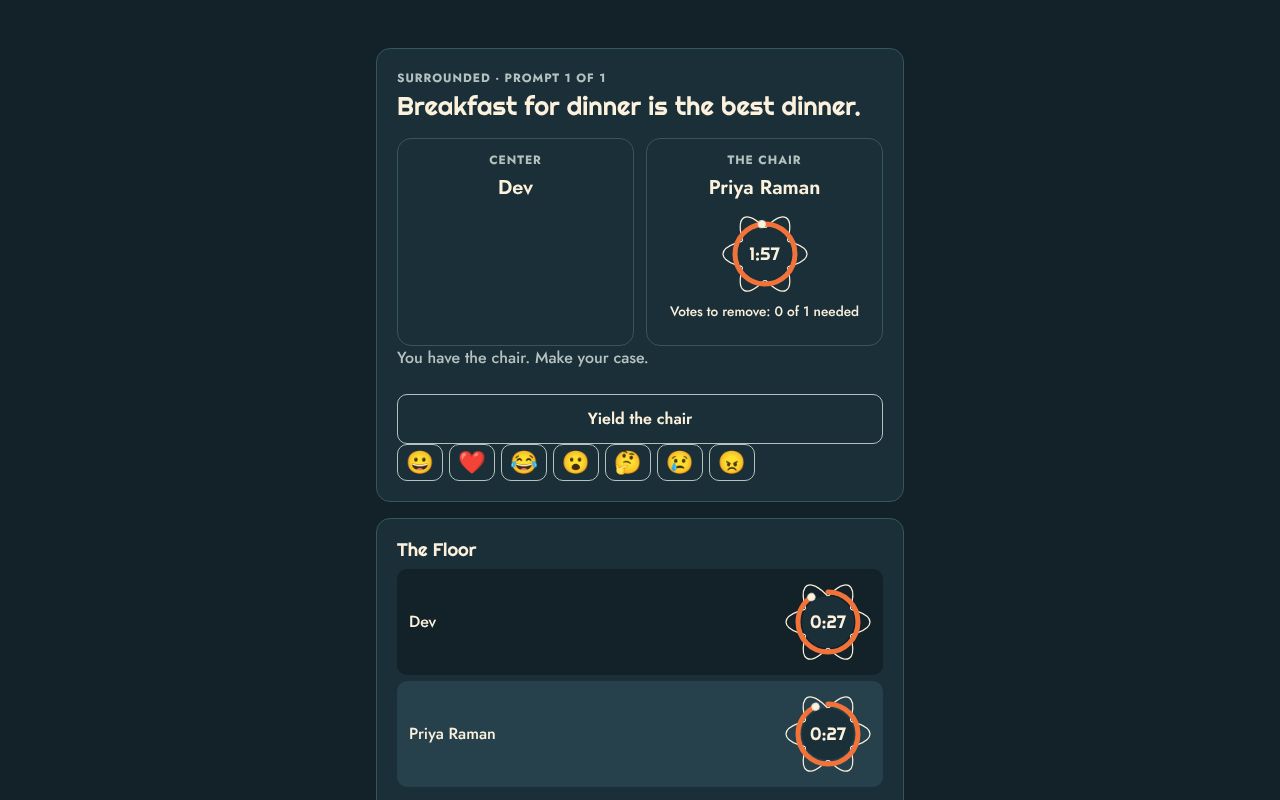 SURROUNDED · PROMPT 1 OF 1
Breakfast for dinner is the best dinner.
CENTER
Dev
THE CHAIR
Priya Raman
1:57
Votes to remove: 0 of 1 needed
You have the chair. Make your case.
Yield the chair
The Floor
Dev
0:27
Priya Raman
0:27